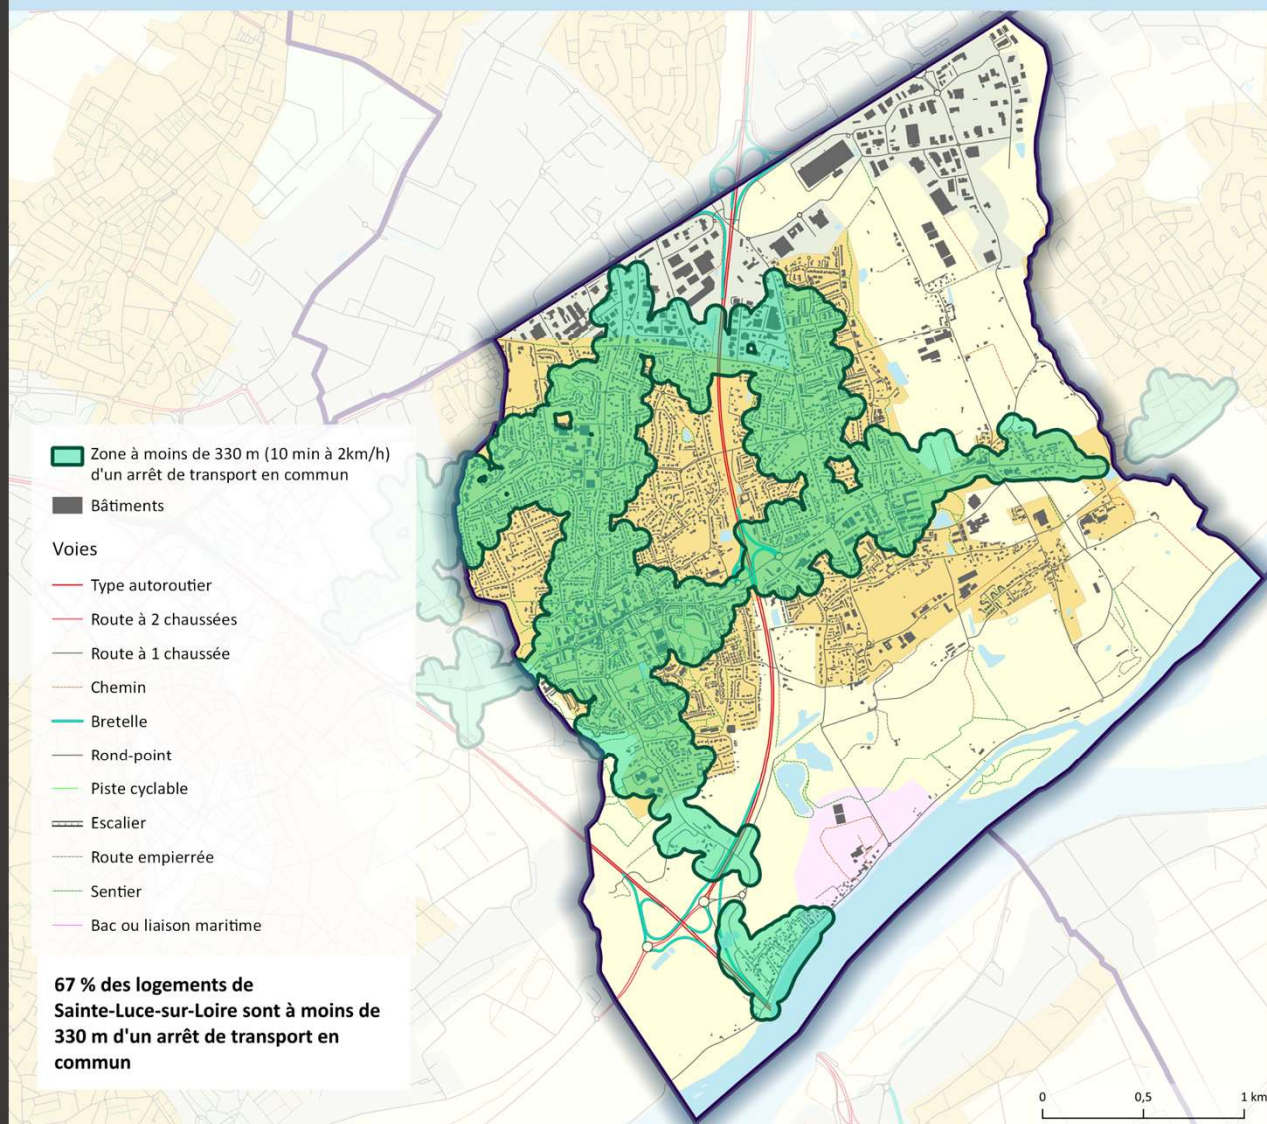 Zone à moins de 330 m (10 min à 2km/h)
d'un arrêt de transport en commun
Bâtiments
Voies
Type autoroutier
Route à 2 chaussées
Route à 1 chaussée
Chemin
Bretelle
Rond-point
Piste cyclable
Escalier
Route empierrée
Sentier
Bac ou liaison maritime
67 % des logements de
Sainte-Luce-sur-Loire sont à moins de
330 m d'un arrêt de transport en
commun
0 0,5 1 km